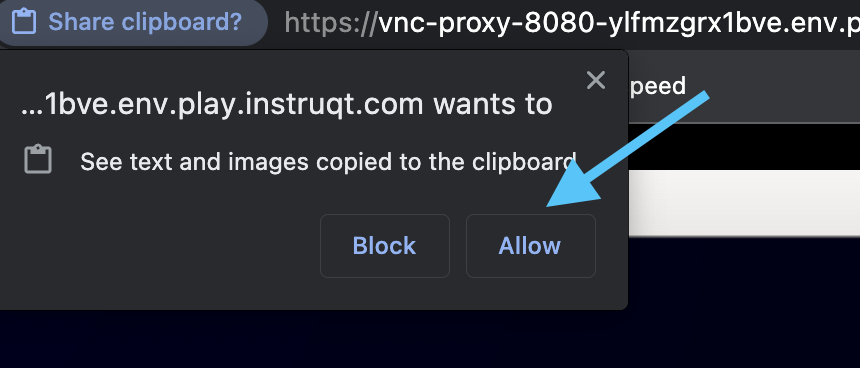 Share clipboard? https://vnc-proxy-8080-ylfmzgrx1bve.env.p
...1bve.env.play.instruqt.com wants to
peed
See text and images copied to the clipboard
Block Allow